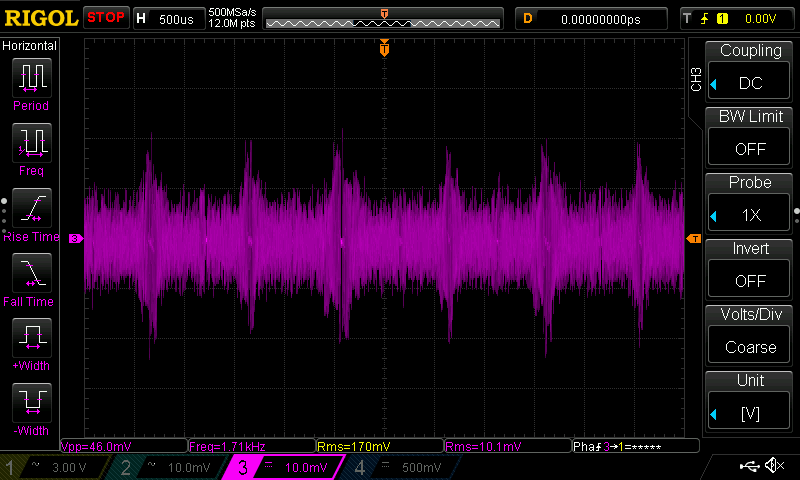 RIGOL STOP H 500us 500MSa/s 12.0M pts T D 0.00000000ps T 1 0.00V
Horizontal
Period
Freq
Rise Time
Fall Time
+Width
-Width
T
3
T
CH3
Coupling
DC
BW Limit
OFF
Probe
1X
Invert
OFF
Volts/Div
Coarse
Unit
[V]
Vpp=46.0mV Freq=1.71kHz Rms=170mV Rms=10.1mV Pha3→1=*****
1 ~ 3.00 V 2 ~ 10.0mV 3 10.0mV 4 500mV